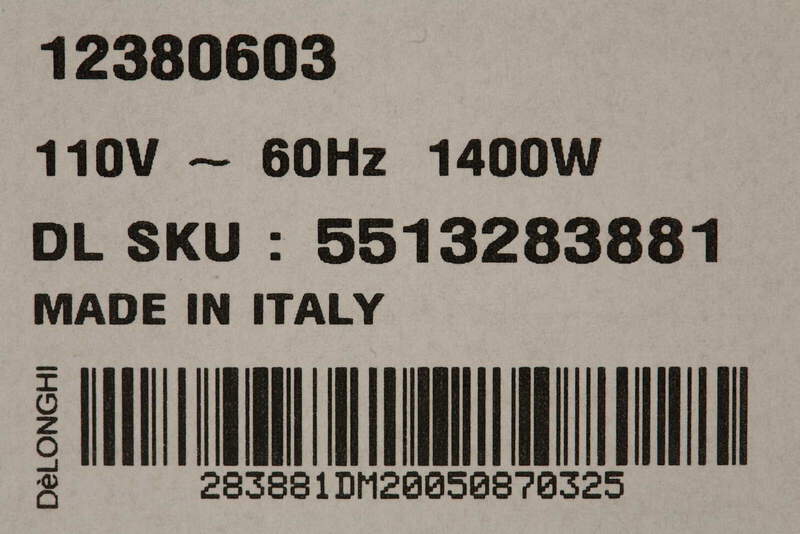 12380603
110V ~ 60Hz 1400W
DL SKU : 5513283881
MADE IN ITALY
DèLONGHI
283881DM20050870325